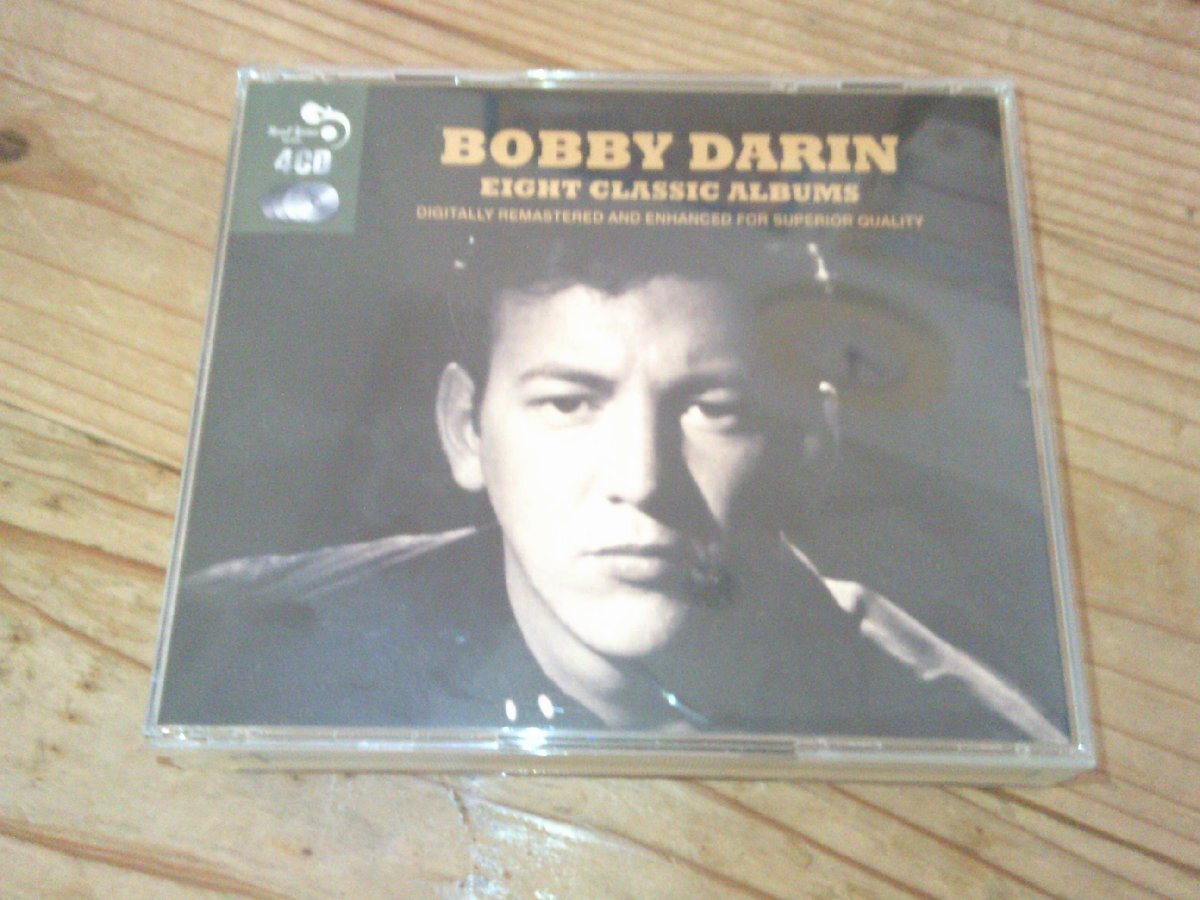 4CD
BOBBY DARIN
EIGHT CLASSIC ALBUMS
DIGITALLY REMASTERED AND ENHANCED FOR SUPERIOR QUALITY